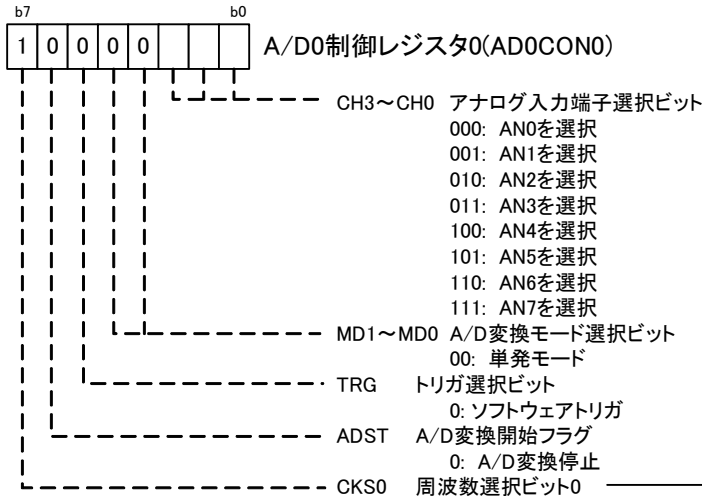 b7 b0
1 0 0 0 0 A/D0制御レジスタ0(AD0CON0)
CH3～CH0 アナログ入力端子選択ビット
000: AN0を選択
001: AN1を選択
010: AN2を選択
011: AN3を選択
100: AN4を選択
101: AN5を選択
110: AN6を選択
111: AN7を選択
MD1～MD0 A/D変換モード選択ビット
00: 単発モード
TRG トリガ選択ビット
0: ソフトウェアトリガ
ADST A/D変換開始フラグ
0: A/D変換停止
CKS0 周波数選択ビット0